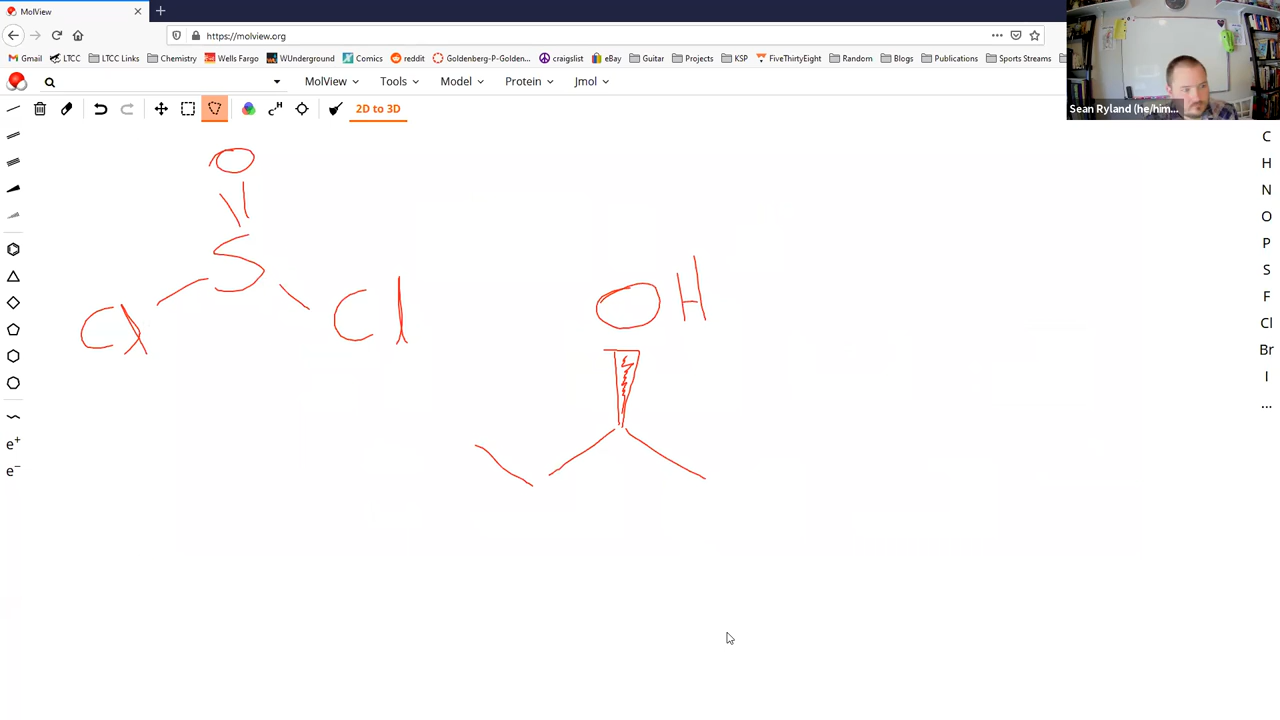 MolView
https://molview.org
Gmail LTCC LTCC Links Chemistry Wells Fargo WUnderground Comics reddit Goldenberg-P-Golden... craigslist eBay Guitar Projects KSP FiveThirtyEight Random Blogs Publications Sports Streams
MolView Tools Model Protein Jmol
Sean Ryland (he/him...
2D to 3D
O
S
Cl Cl
OH
C
H
N
O
P
S
F
Cl
Br
I
...
e+
e−